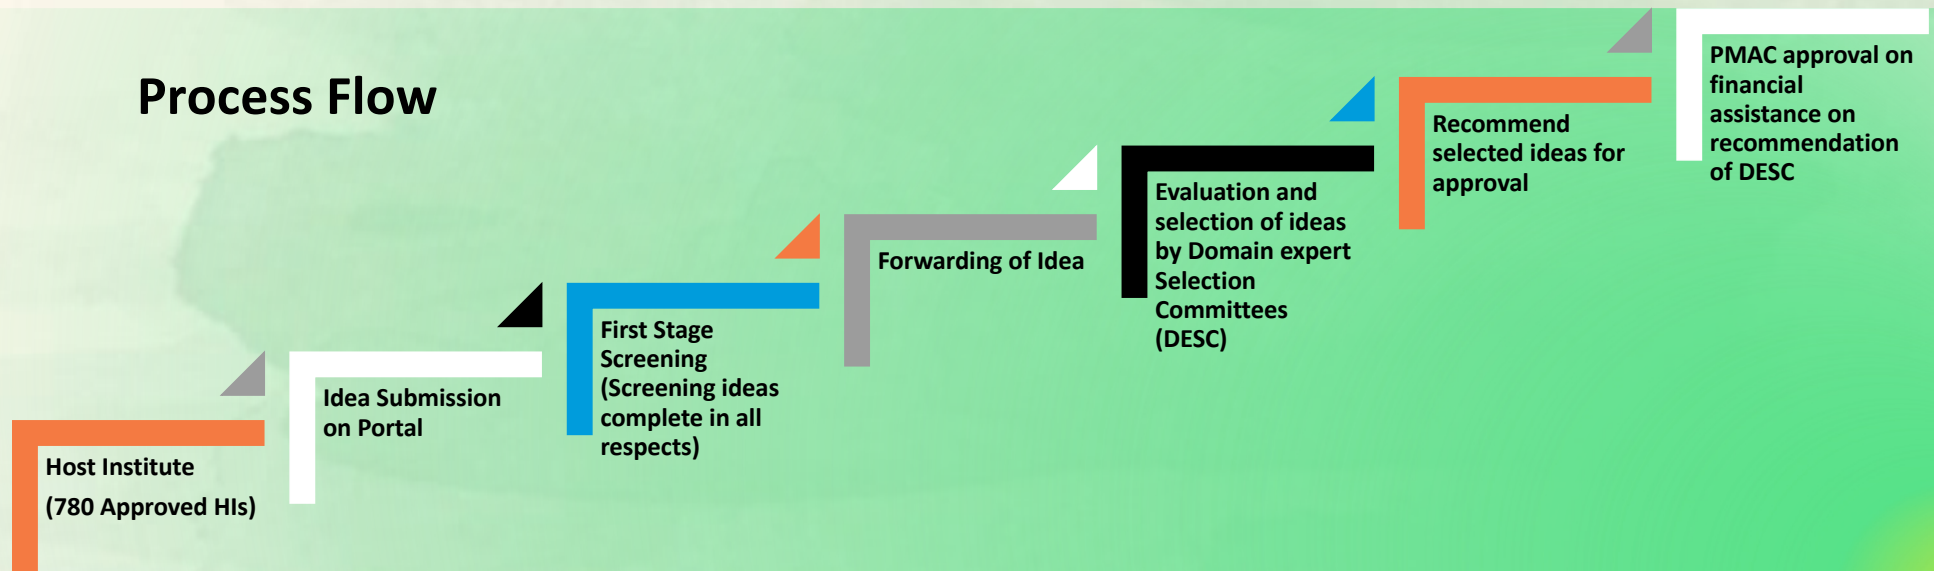 Process Flow
Host Institute
(780 Approved HIs)
Idea Submission
on Portal
First Stage
Screening
(Screening ideas
complete in all
respects)
Forwarding of Idea
Evaluation and
selection of ideas
by Domain expert
Selection
Committees
(DESC)
Recommend
selected ideas for
approval
PMAC approval on
financial
assistance on
recommendation
of DESC